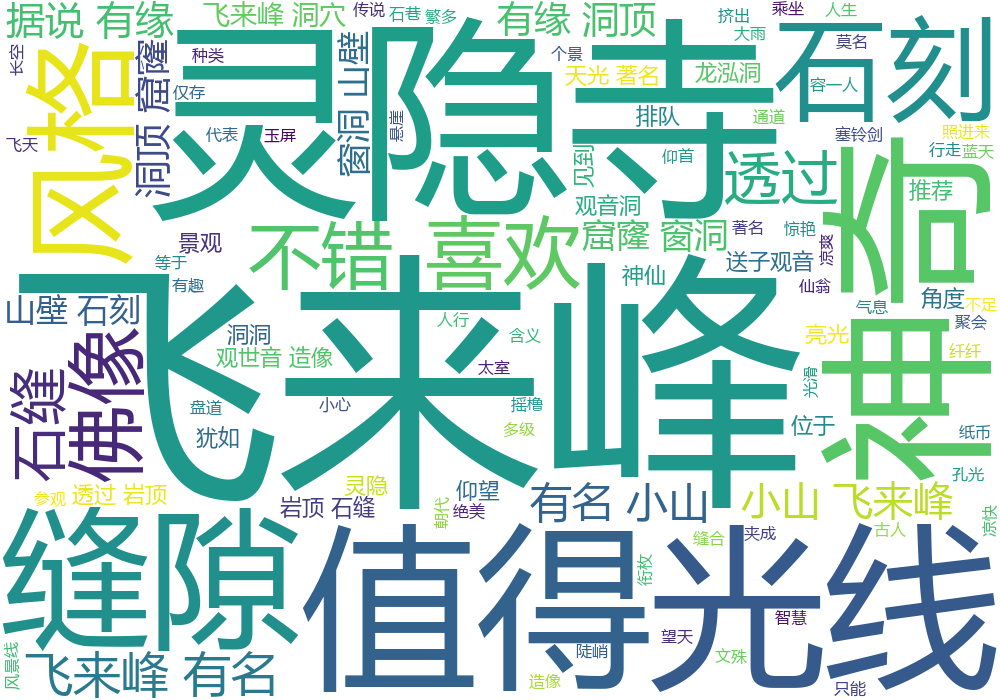 据说 有缘
飞来峰 洞穴
传说
石巷
繁多
有缘 洞顶
挤出
大雨
乘坐
人生
莫名
石刻
长空
风格
窟窿
洞顶
种类
仅存
代表
玉屏
飞天
灵隐寺
山壁
窗洞
悬崖
个景
天光 著名
龙泓洞
容一人
排队
通道
塞铃剑
照进来
行走
蓝天
见到
仰首
透过
推荐
观音洞
神奇
景观
等于
有趣
不错
喜欢
窟窿 窗洞
著名
惊艳
凉爽
送子观音
神仙
仙翁
气息
角度
不足
聚会
山壁 石刻
洞洞
观世音 造像
飞来峰
人行
含义
太室
亮光
纤纤
光滑
石缝
佛像
盘道
小心
摇橹
多级
犹如
位于
纸币
孔光
参观
透过 岩顶
灵隐
岩顶 石缝
朝代
仰望
绝美
有名 小山
小山 飞来峰
凉快
古人
缝隙
值得
光线
缝合
夹成
衔枚
智慧
望天
陡峭
文殊
风景线
飞来峰 有名
造像
只能